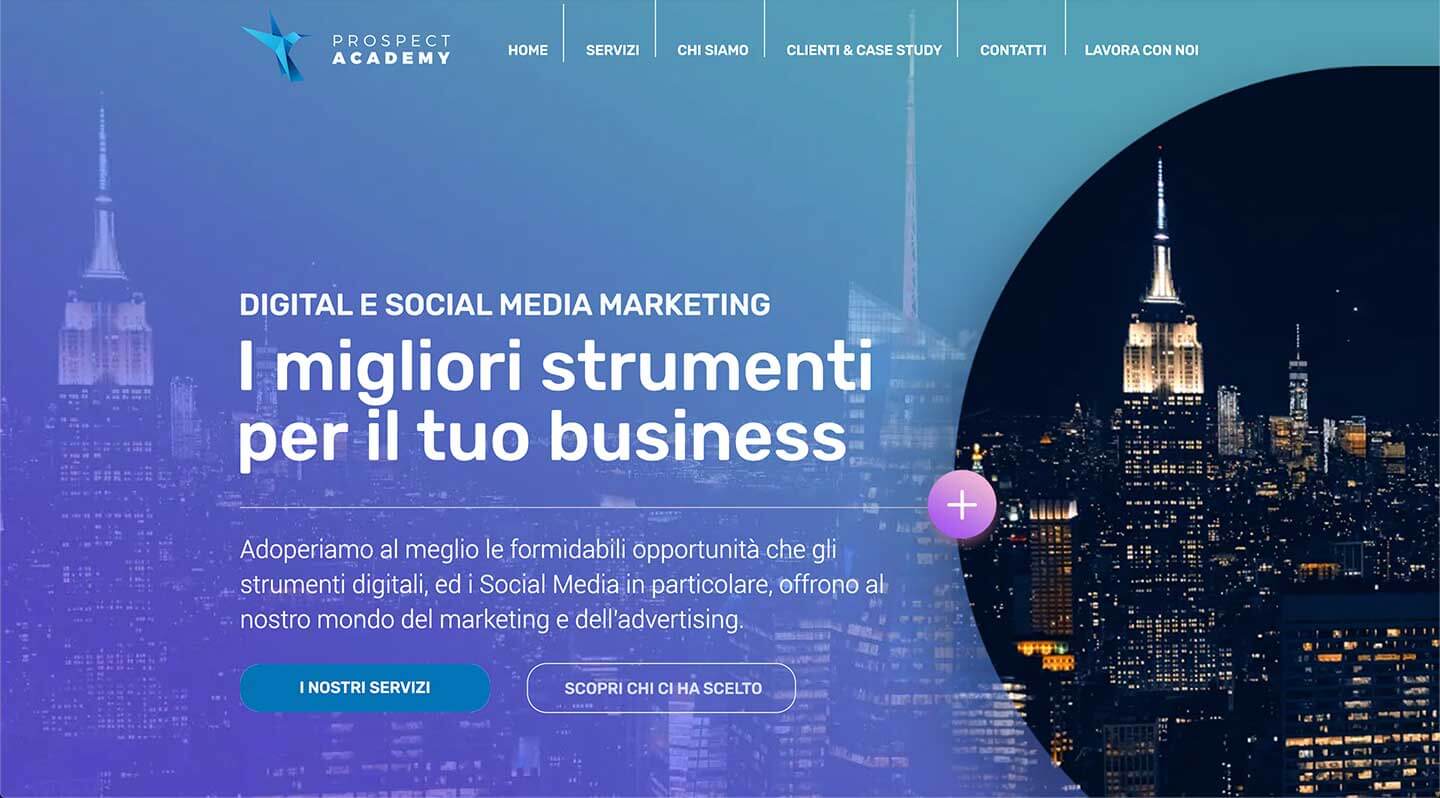 PROSPECT
ACADEMY
HOME
SERVIZI
CHI SIAMO
CLIENTI & CASE STUDY
CONTATTI
LAVORA CON NOI
DIGITAL E SOCIAL MEDIA MARKETING
I migliori strumenti
per il tuo business
Adoperiamo al meglio le formidabili opportunità che gli
strumenti digitali, ed i Social Media in particolare, offrono al
nostro mondo del marketing e dell'advertising.
I NOSTRI SERVIZI
SCOPRI CHI CI HA SCELTO